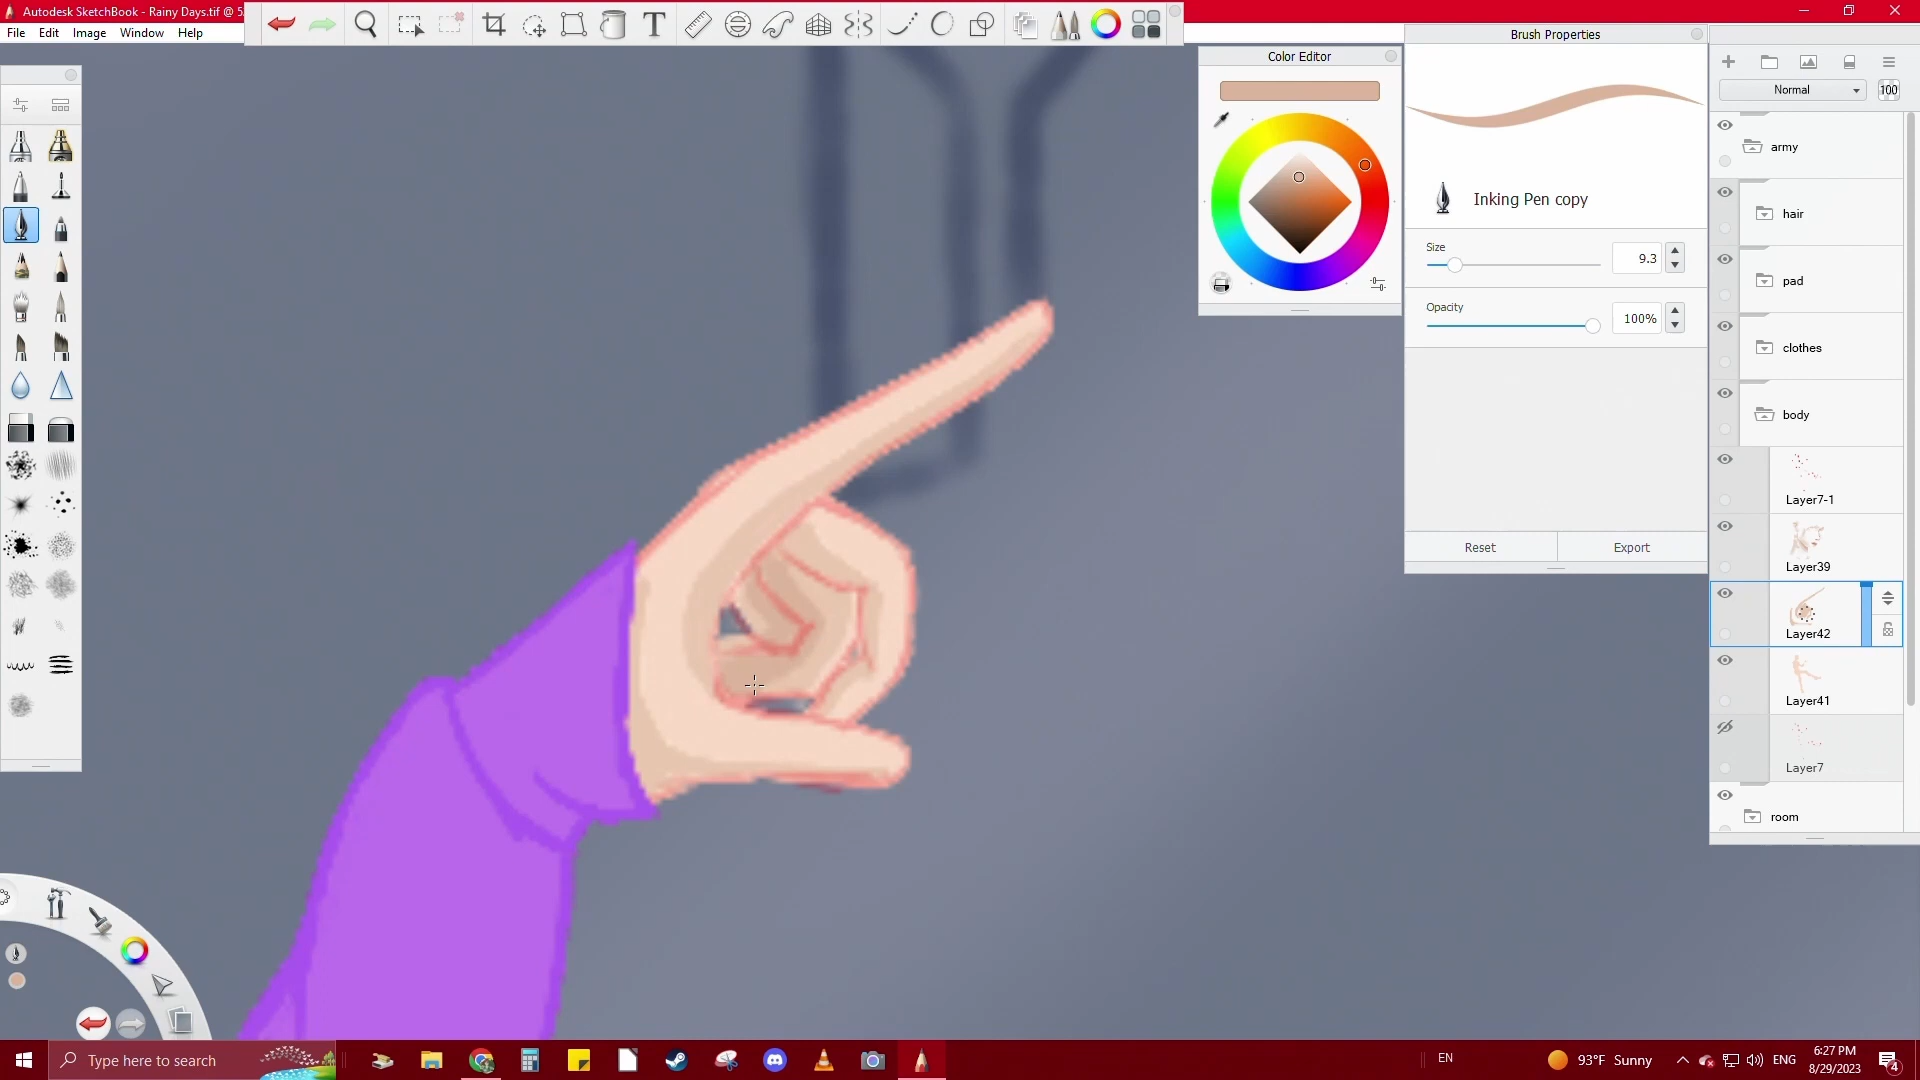 Autodesk SketchBook - Rainy Days.tif @ 5
File Edit Image Window Help
T
Color Editor
Brush Properties
Inking Pen copy
Size
9.3
Opacity
100%
Reset Export
Normal 100
army
hair
pad
clothes
body
Layer7-1
Layer39
Layer42
Layer41
Layer7
room
Type here to search
EN
93°F Sunny
ENG
6:27 PM
8/29/2023
4